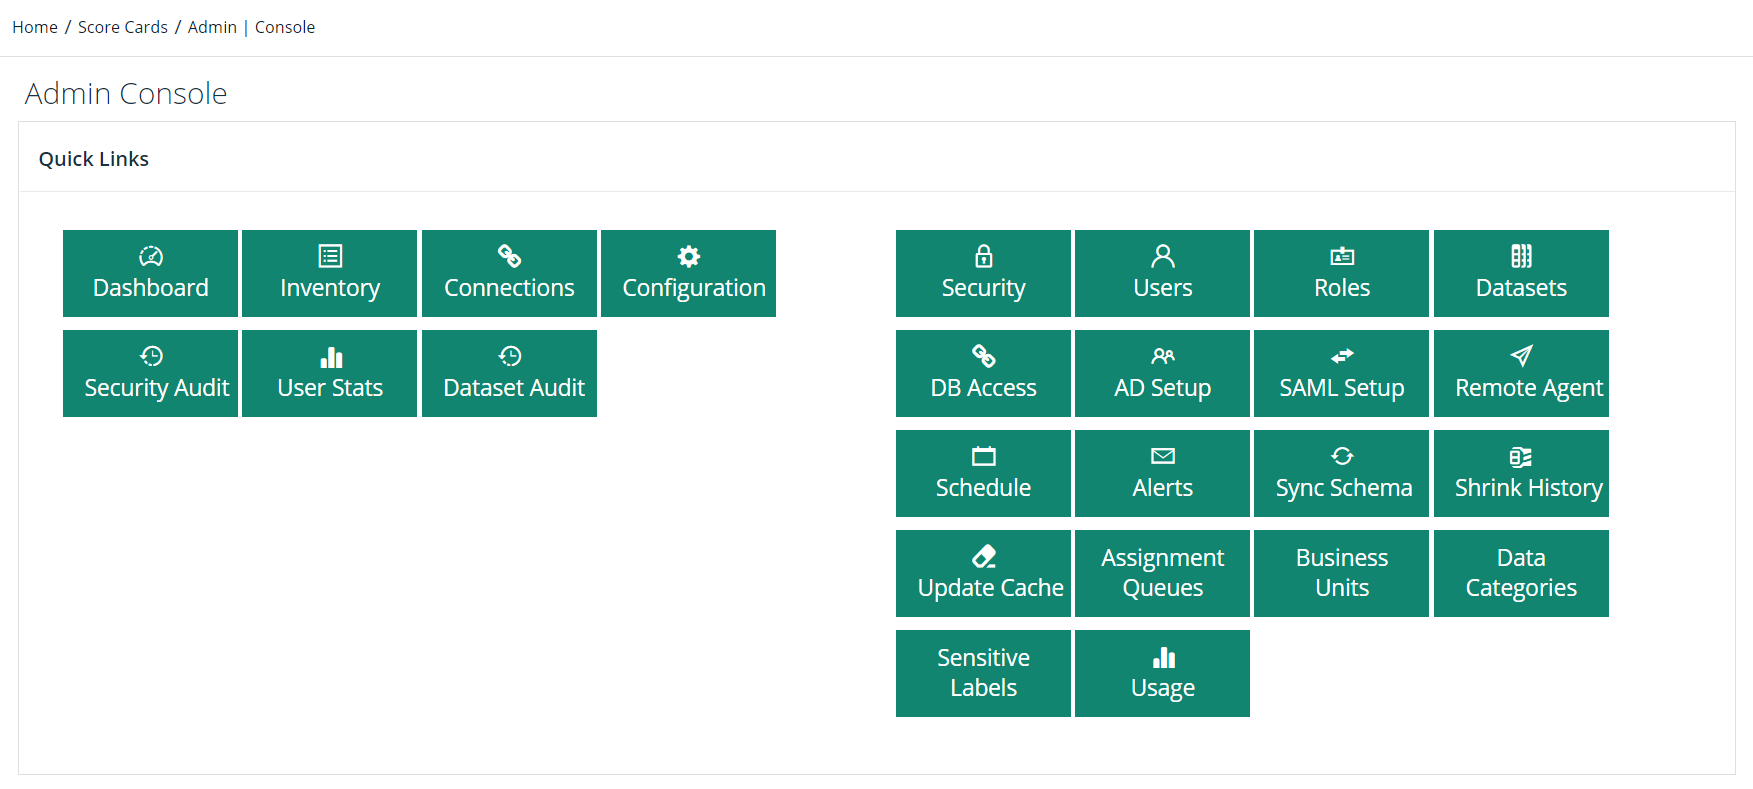 Home / Score Cards / Admin | Console
Admin Console
Quick Links
Dashboard
Inventory
Connections
Configuration
Security Audit
User Stats
Dataset Audit
Security
Users
Roles
Datasets
DB Access
AD Setup
SAML Setup
Remote Agent
Schedule
Alerts
Sync Schema
Shrink History
Update Cache
Assignment
Queues
Business
Units
Data
Categories
Sensitive
Labels
Usage